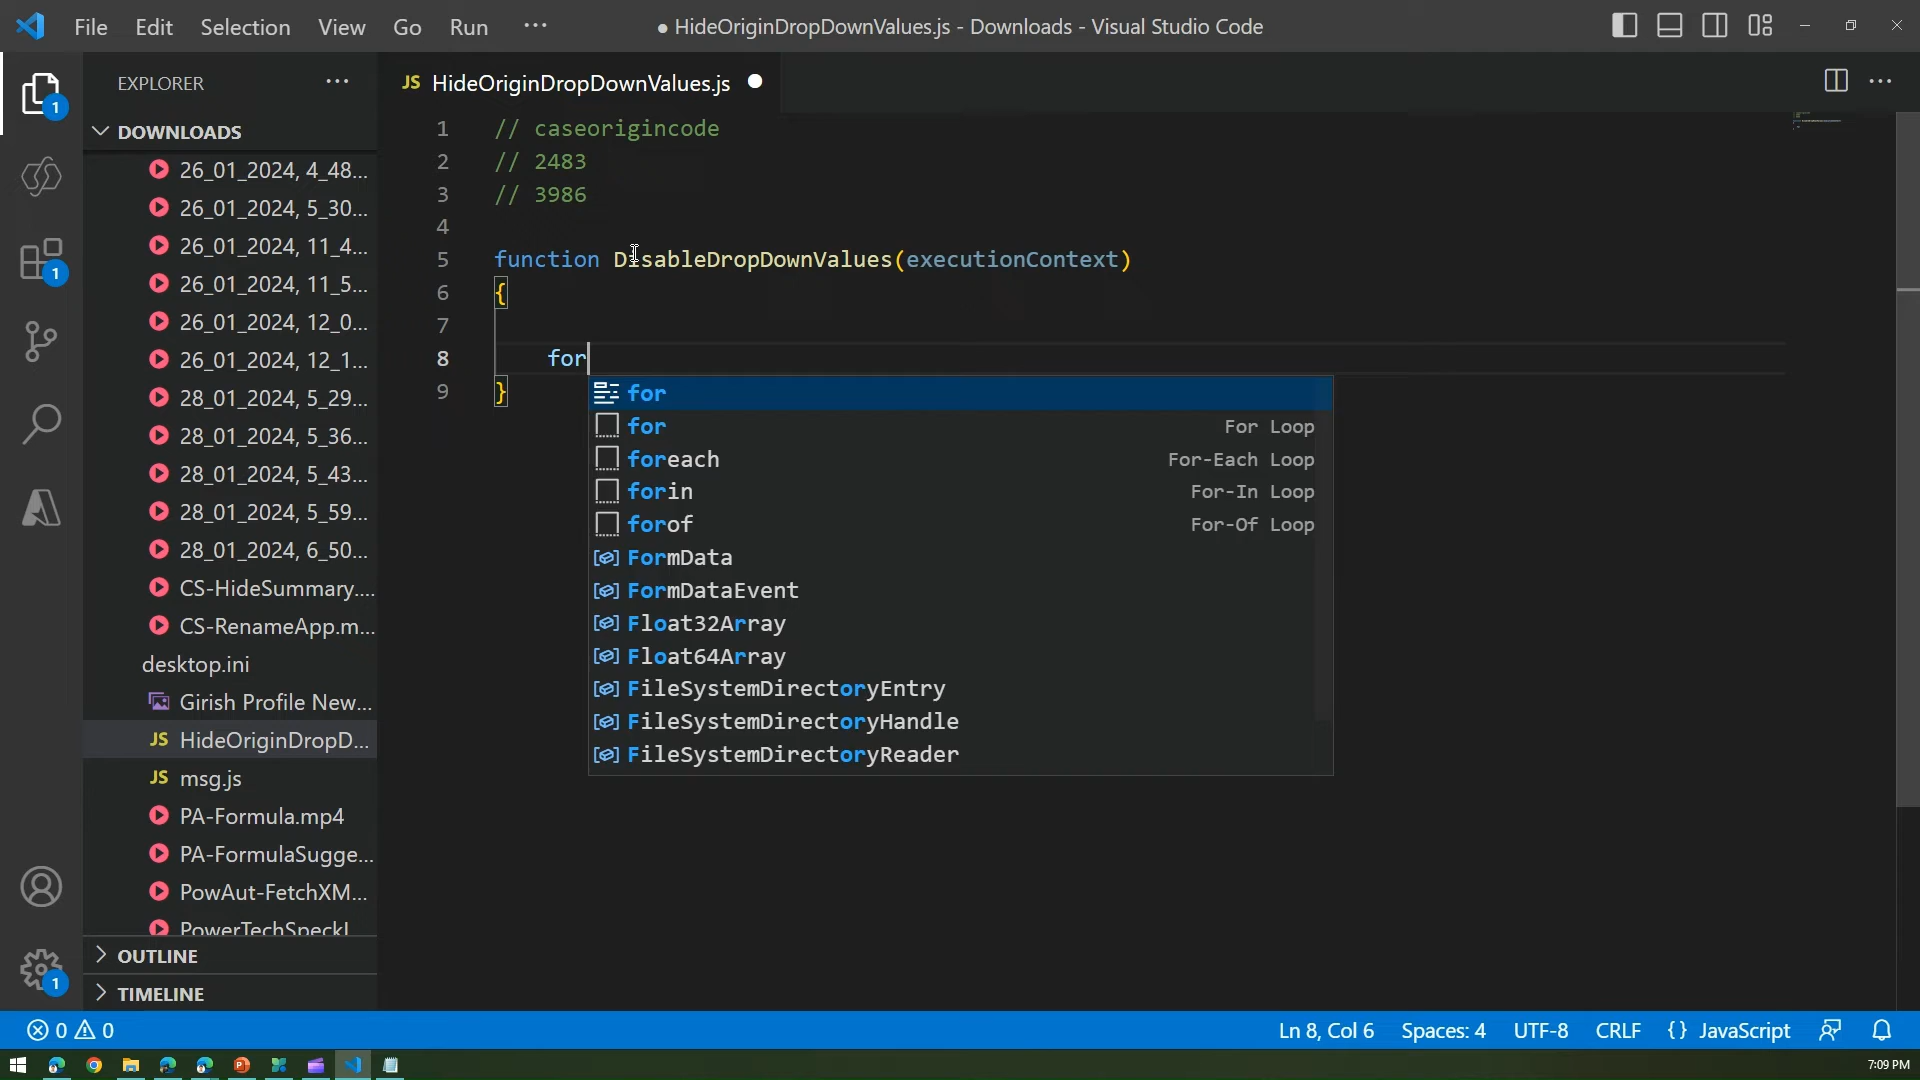 File Edit Selection View Go Run ··· ● HideOriginDropDownValues.js - Downloads - Visual Studio Code
EXPLORER ···
JS HideOriginDropDownValues.js ●
DOWNLOADS
26_01_2024, 4_48...
26_01_2024, 5_30...
26_01_2024, 11_4...
26_01_2024, 11_5...
26_01_2024, 12_0...
26_01_2024, 12_1...
28_01_2024, 5_29...
28_01_2024, 5_36...
28_01_2024, 5_43...
28_01_2024, 5_59...
28_01_2024, 6_50...
CS-HideSummary....
CS-RenameApp.m...
desktop.ini
Girish Profile New...
JS HideOriginDropD...
JS msg.js
PA-Formula.mp4
PA-FormulaSugge...
PowAut-FetchXM...
PowerTechSpeckl
OUTLINE
TIMELINE
1 // caseorigincode
2 // 2483
3 // 3986
4
5 function DisableDropDownValues(executionContext)
6 {
7
8 for
9 }
for
for For Loop
foreach For-Each Loop
forin For-In Loop
forof For-Of Loop
FormData
FormDataEvent
Float32Array
Float64Array
FileSystemDirectoryEntry
FileSystemDirectoryHandle
FileSystemDirectoryReader
1
1
1
0 0 Ln 8, Col 6 Spaces: 4 UTF-8 CRLF {} JavaScript
7:09 PM